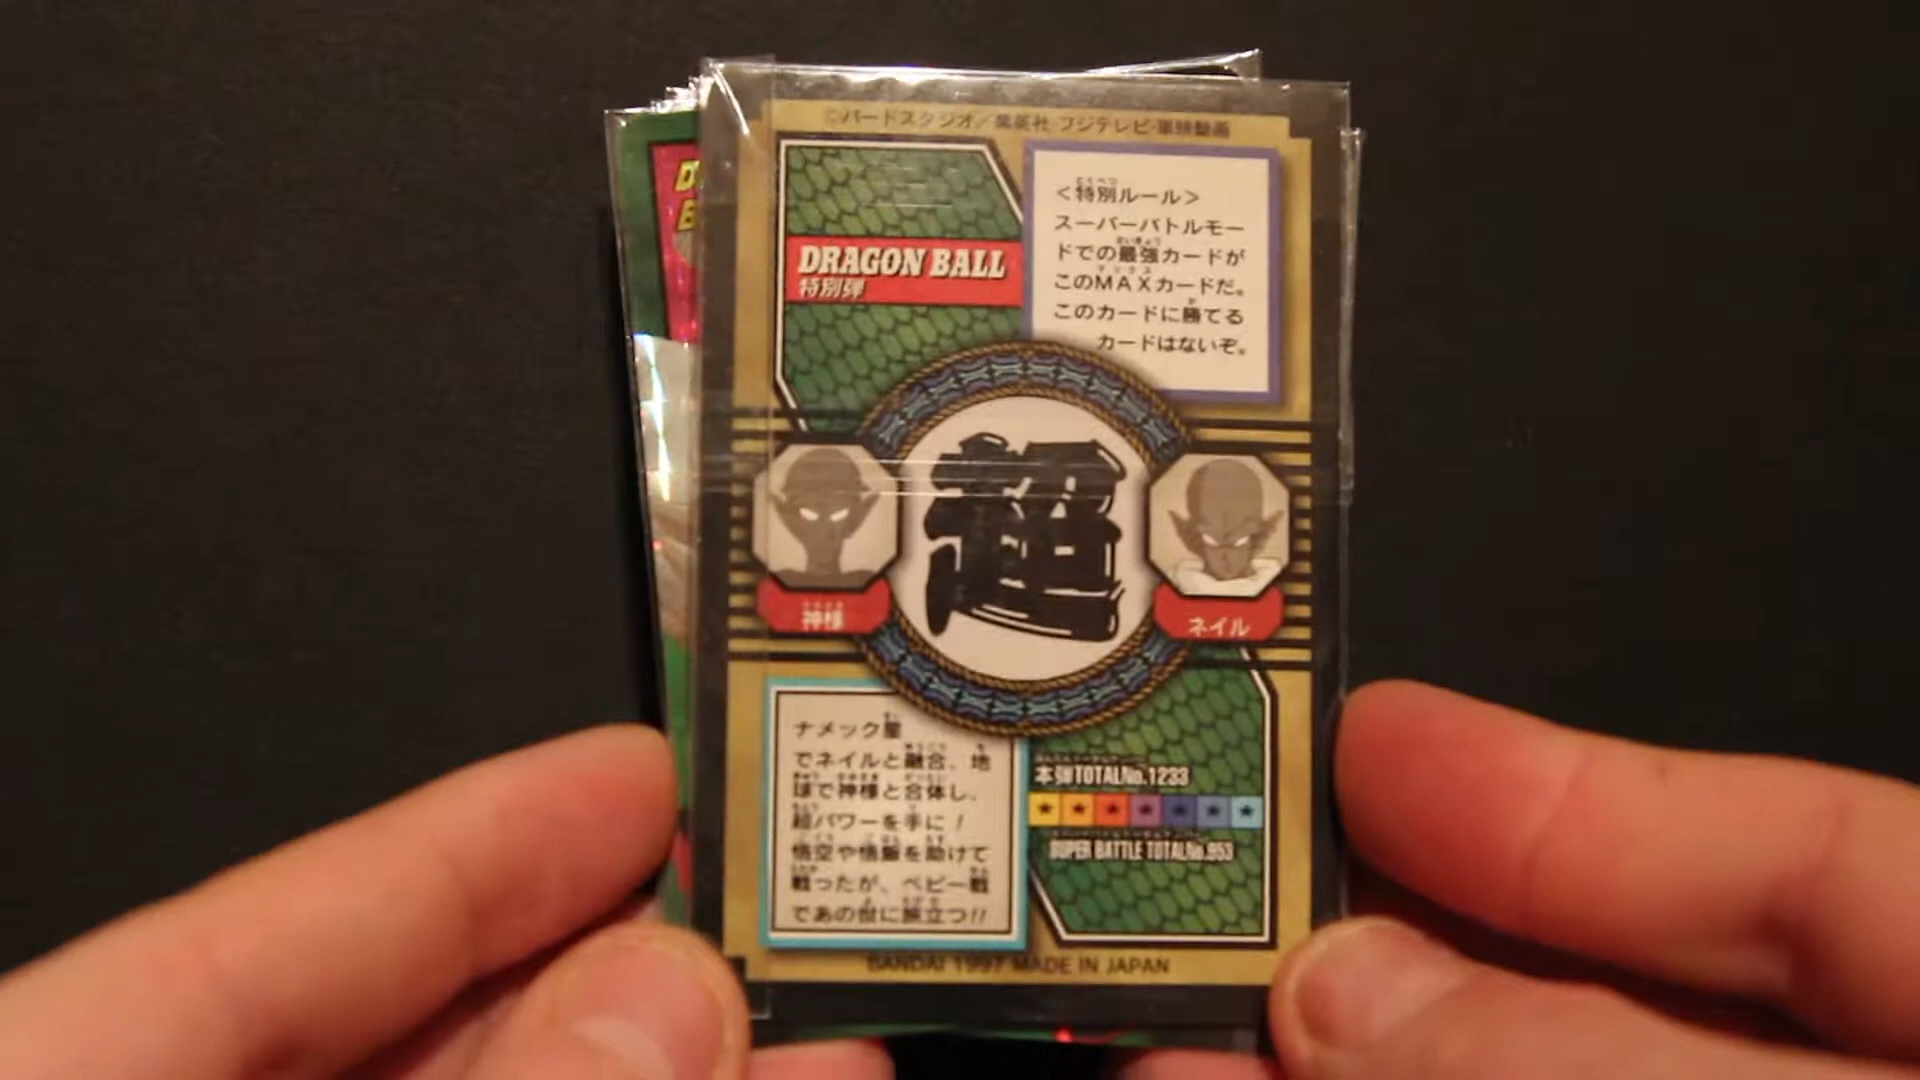 ©バードスタジオ／集英社・フジテレビ・東映動画
DRAGON BALL
特別弾
＜特別ルール＞
スーパーバトルモー
ドでの最強カードが
このMAXカードだ。
このカードに勝てる
カードはないぞ。
超
神様
ネイル
ナメック星
でネイルと融合、地
球で神様と合体し、
超パワーを手に！
悟空や悟飯を助けて
戦ったが、ベビー戦
であの世に旅立つ!!
本弾TOTALNo.1233
SUPER BATTLE TOTALNo.953
BANDAI 1997 MADE IN JAPAN